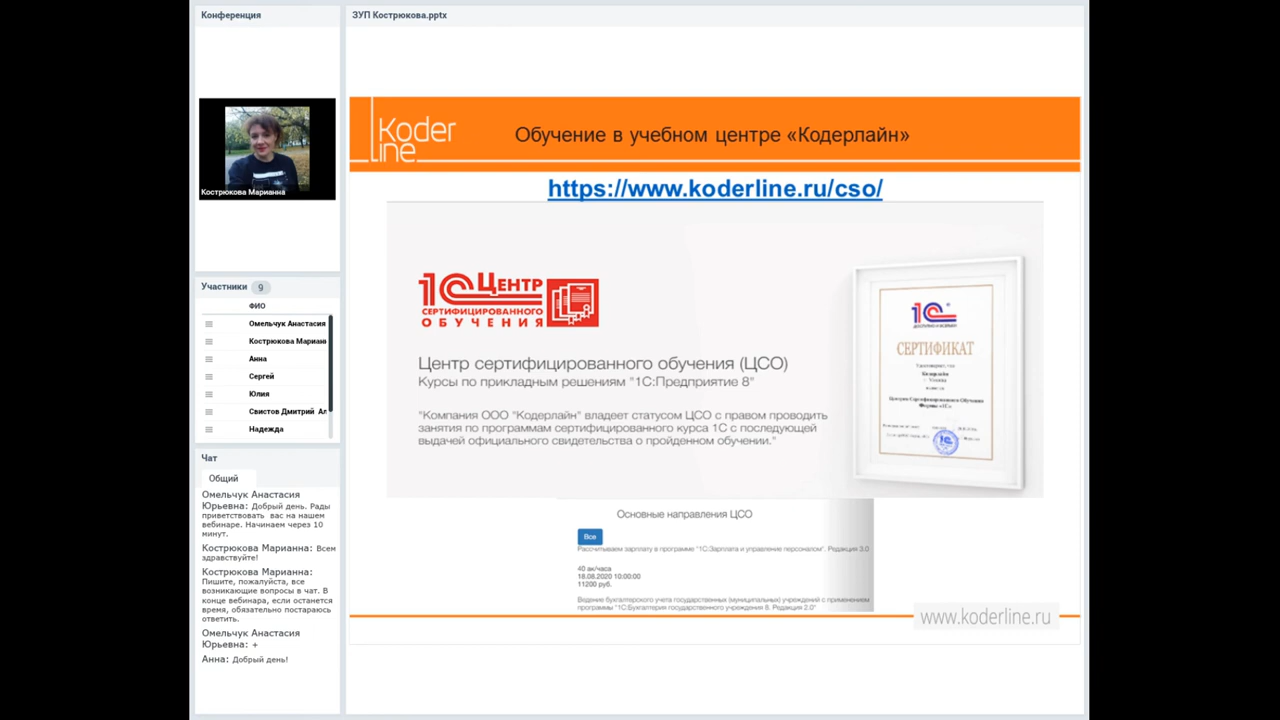 Конференция
Кострюкова Марианна
Участники 9
ФИО
Омельчук Анастасия
Кострюкова Мариан
Анна
Сергей
Юлия
Свистов Дмитрий Ал
Надежда
Чат
Общий
Омельчук Анастасия
Юрьевна: Добрый день. Рады
приветствовать вас на нашем
вебинаре. Начинаем через 10
минут.
Кострюкова Марианна: Всем
здравствуйте!
Кострюкова Марианна:
Пишите, пожалуйста, все
возникающие вопросы в чат. В
конце вебинара, если останется
время, обязательно постараюсь
ответить.
Омельчук Анастасия
Юрьевна: +
Анна: Добрый день!
ЗУП Кострюкова.pptx
Koder
line
Обучение в учебном центре «Кодерлайн»
https://www.koderline.ru/cso/
1С Центр
сертифицированного
обучения
Центр сертифицированного обучения (ЦСО)
Курсы по прикладным решениям "1С:Предприятие 8"
"Компания ООО "Кодерлайн" владеет статусом ЦСО с правом проводить
занятия по программам сертифицированного курса 1С с последующей
выдачей официального свидетельства о пройденном обучении."
1С
СЕРТИФИКАТ
Основные направления ЦСО
Все
Рассчитываем зарплату в программе "1С:Зарплата и управление персоналом". Редакция 3.0
40 ак/часа
18.08.2020 10:00:00
11200 руб.
Ведение бухгалтерского учета государственных (муниципальных) учреждений с применением
программы "1С:Бухгалтерия государственного учреждения 8. Редакция 2.0"
www.koderline.ru